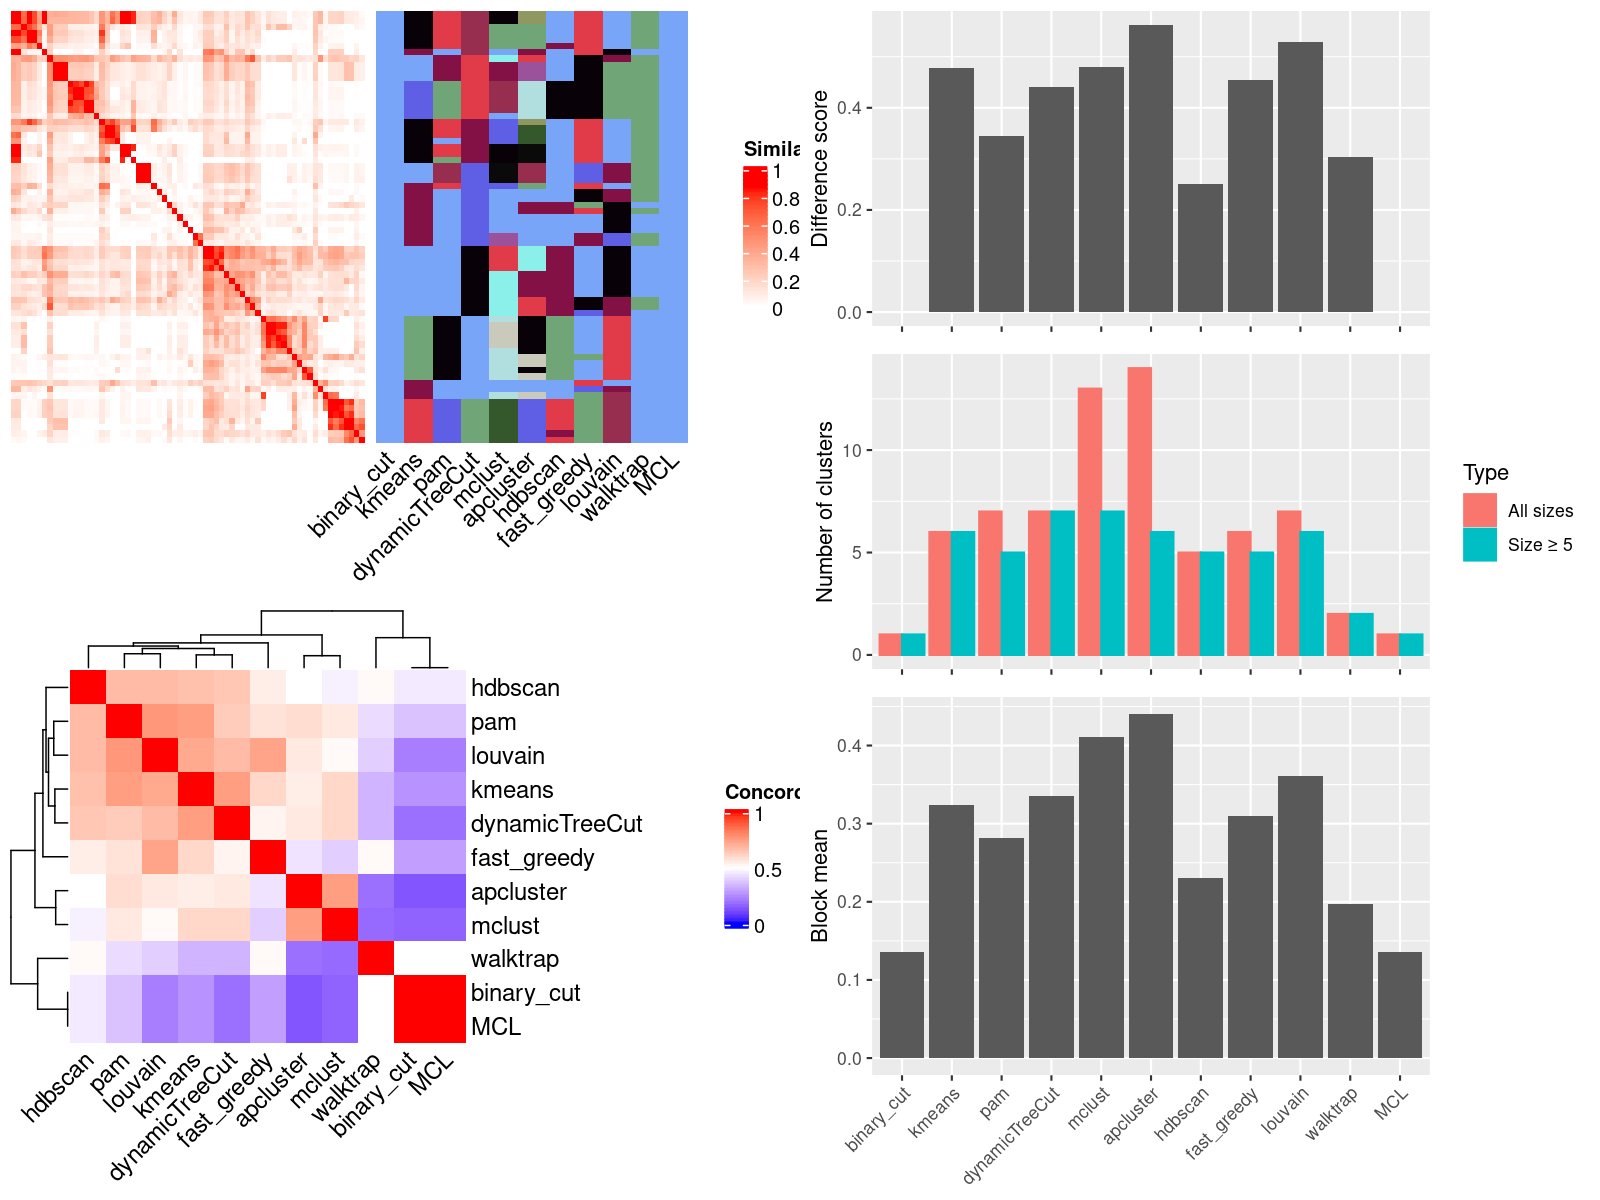 Simila
1
0.8
0.6
0.4
0.2
0
binary_cut
kmeans
pam
dynamicTreeCut
mclust
apcluster
hdbscan
fast_greedy
louvain
walktrap
MCL
hdbscan
pam
louvain
kmeans
dynamicTreeCut
fast_greedy
apcluster
mclust
walktrap
binary_cut
MCL
hdbscan
pam
louvain
kmeans
dynamicTreeCut
fast_greedy
apcluster
mclust
walktrap
binary_cut
MCL
Concord
1
0.5
0
Difference score
0.4
0.2
0.0
Number of clusters
10
5
0
Type
All sizes
Size ≥ 5
Block mean
0.4
0.3
0.2
0.1
0.0
binary_cut
kmeans
pam
dynamicTreeCut
mclust
apcluster
hdbscan
fast_greedy
louvain
walktrap
MCL